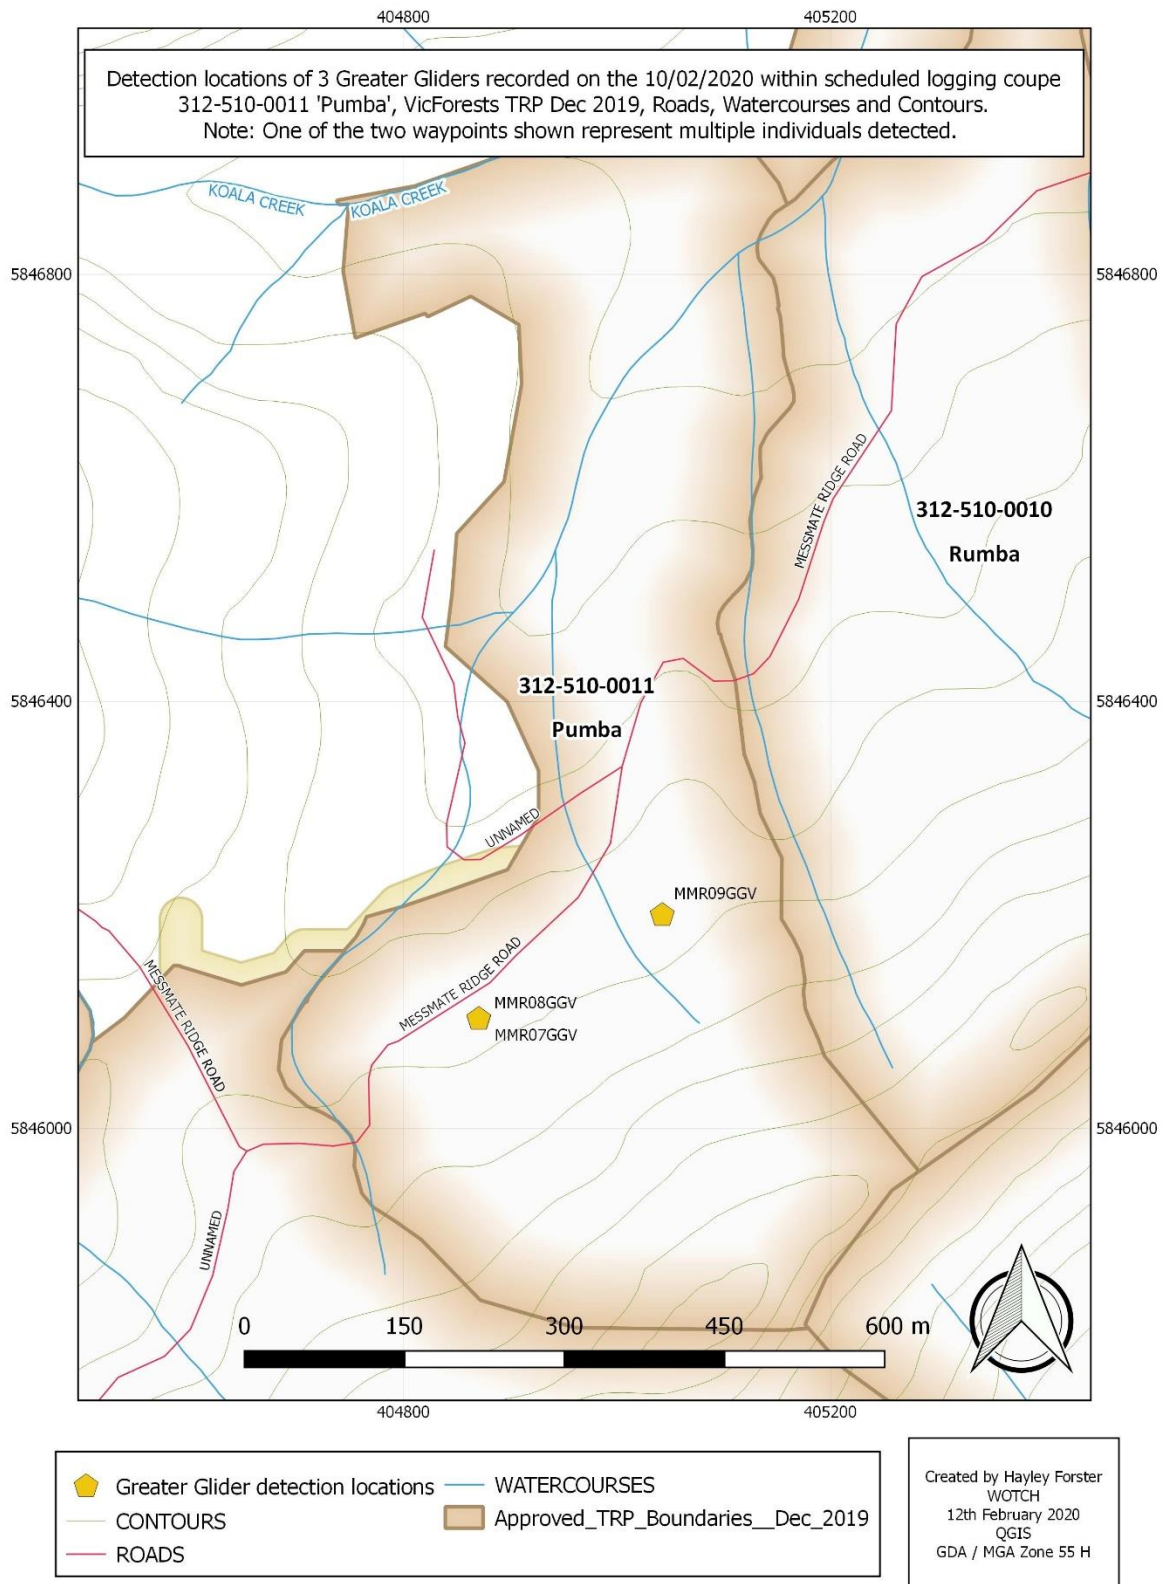 404800
405200
Detection locations of 3 Greater Gliders recorded on the 10/02/2020 within scheduled logging coupe
312-510-0011 'Pumba', VicForests TRP Dec 2019, Roads, Watercourses and Contours.
Note: One of the two waypoints shown represent multiple individuals detected.
KOALA CREEK
KOALA CREEK
5846800
5846800
MESSMATE RIDGE ROAD
312-510-0010
Rumba
312-510-0011
Pumba
5846400
5846400
UNNAMED
MMR09GGV
MESSMATE RIDGE ROAD
MESSMATE RIDGE ROAD
MMR08GGV
MMR07GGV
5846000
5846000
UNNAMED
0 150 300 450 600 m
404800
405200
Greater Glider detection locations
CONTOURS
ROADS
WATERCOURSES
Approved_TRP_Boundaries__Dec_2019
Created by Hayley Forster
WOTCH
12th February 2020
QGIS
GDA / MGA Zone 55 H